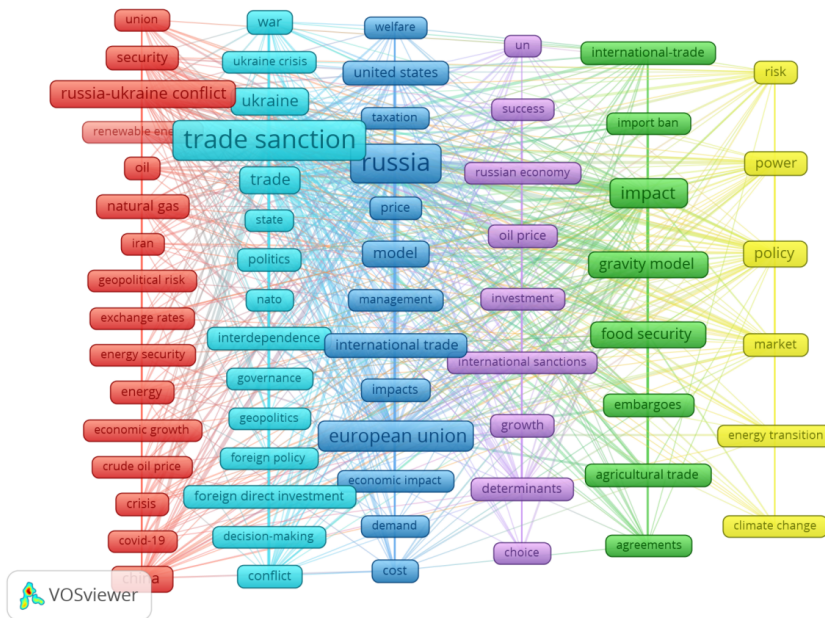 union
security
russia-ukraine conflict
renewable ene
oil
natural gas
iran
geopolitical risk
exchange rates
energy security
energy
economic growth
crude oil price
crisis
covid-19
china
war
ukraine crisis
ukraine
trade sanction
trade
state
politics
nato
interdependence
governance
geopolitics
foreign policy
foreign direct investment
decision-making
conflict
welfare
united states
taxation
russia
price
model
management
international trade
impacts
european union
economic impact
demand
cost
un
success
russian economy
oil price
investment
international sanctions
growth
determinants
choice
international-trade
import ban
impact
gravity model
food security
embargoes
agricultural trade
agreements
risk
power
policy
market
energy transition
climate change
VOSviewer